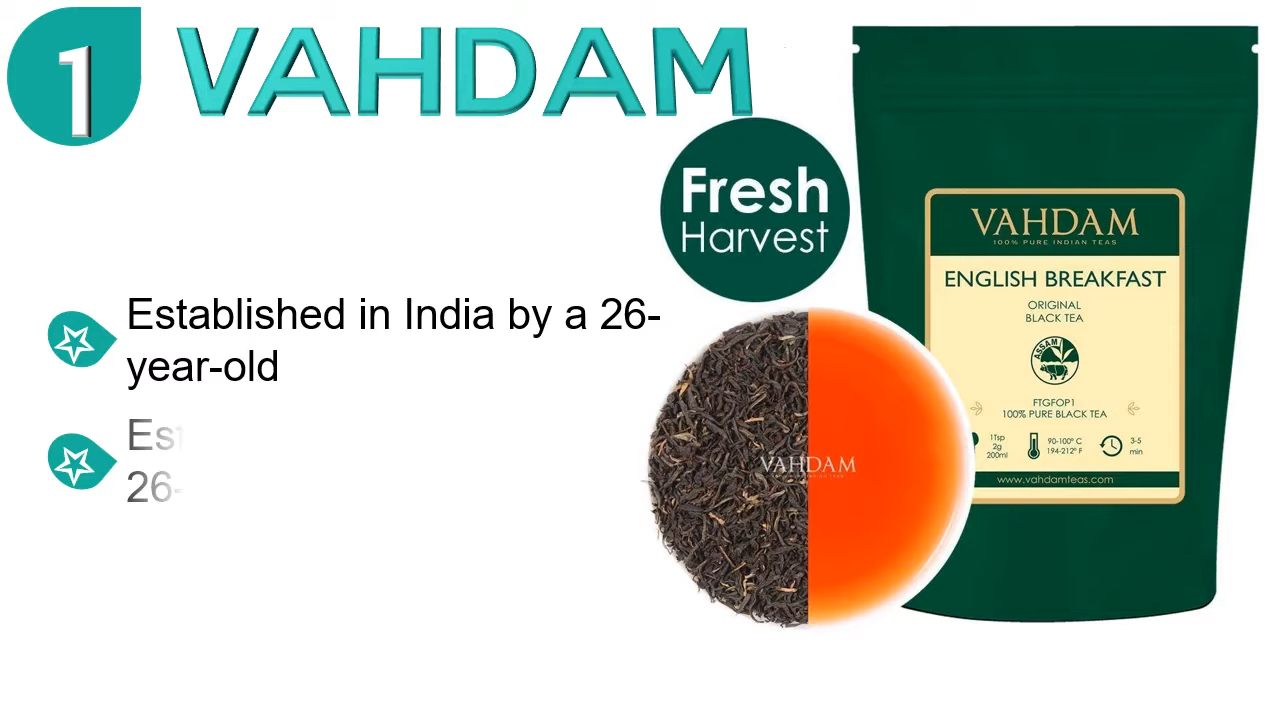 1
VAHDAM
Fresh
Harvest
VAHDAM
100% PURE INDIAN TEAS
ENGLISH BREAKFAST
ORIGINAL
BLACK TEA
ASSAM
FTGFOP1
100% PURE BLACK TEA
1Tsp
2g
200ml
90-100° C
194-212° F
3-5
min
www.vahdamteas.com
Established in India by a 26-
year-old
26-
VAHDAM